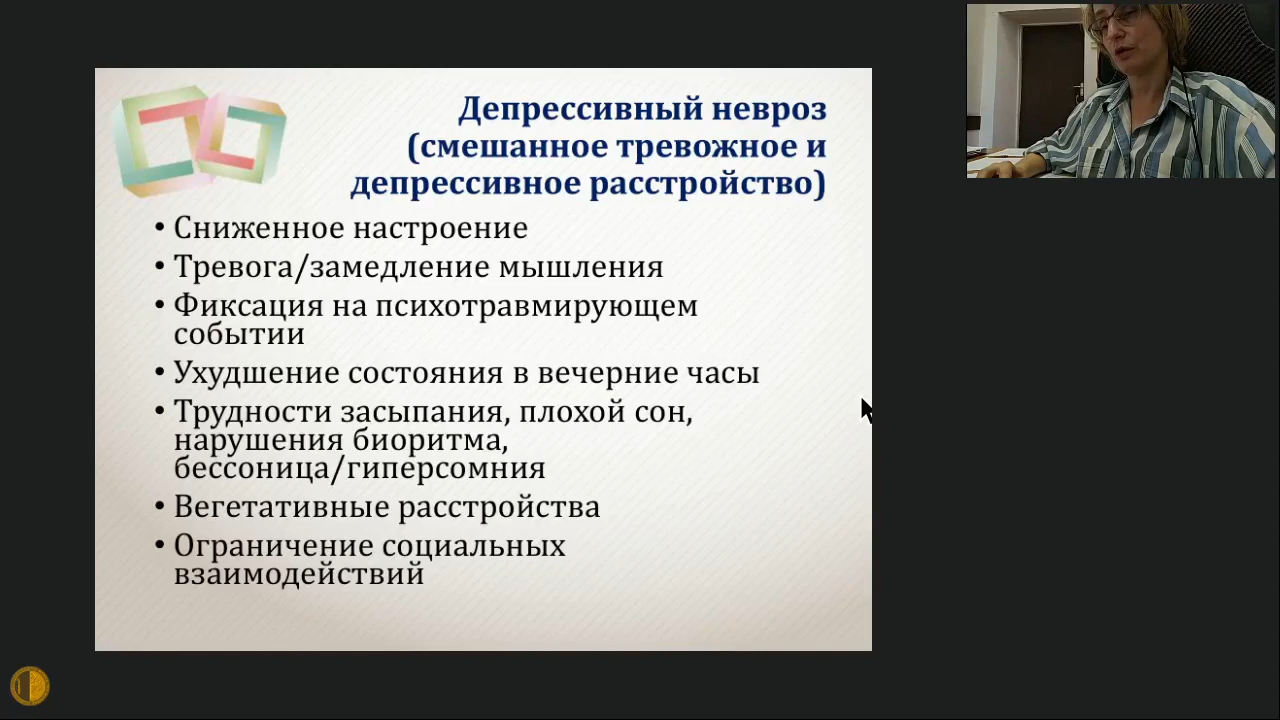 Депрессивный невроз
(смешанное тревожное и
депрессивное расстройство)
• Сниженное настроение
• Тревога/замедление мышления
• Фиксация на психотравмирующем
событии
• Ухудшение состояния в вечерние часы
• Трудности засыпания, плохой сон,
нарушения биоритма,
бессоница/гиперсомния
• Вегетативные расстройства
• Ограничение социальных
взаимодействий